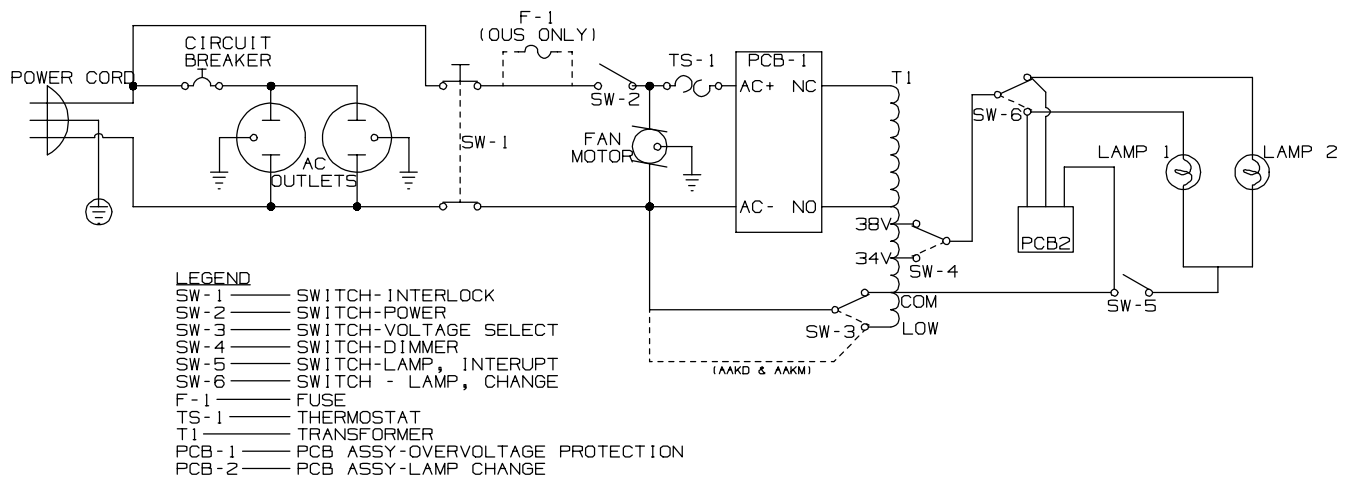 F-1
(OUS ONLY)
CIRCUIT
BREAKER
POWER CORD
TS-1
PCB-1
T1
AC+ NC
SW-2
SW-6
SW-1
FAN
MOTOR
LAMP 1
LAMP 2
AC
OUTLETS
AC- NO
38V
PCB2
34V
SW-4
COM
SW-5
SW-3
LOW
(AAKD & AAKM)
LEGEND
SW-1 SWITCH-INTERLOCK
SW-2 SWITCH-POWER
SW-3 SWITCH-VOLTAGE SELECT
SW-4 SWITCH-DIMMER
SW-5 SWITCH-LAMP, INTERUPT
SW-6 SWITCH - LAMP, CHANGE
F-1 FUSE
TS-1 THERMOSTAT
T1 TRANSFORMER
PCB-1 PCB ASSY-OVERVOLTAGE PROTECTION
PCB-2 PCB ASSY-LAMP CHANGE